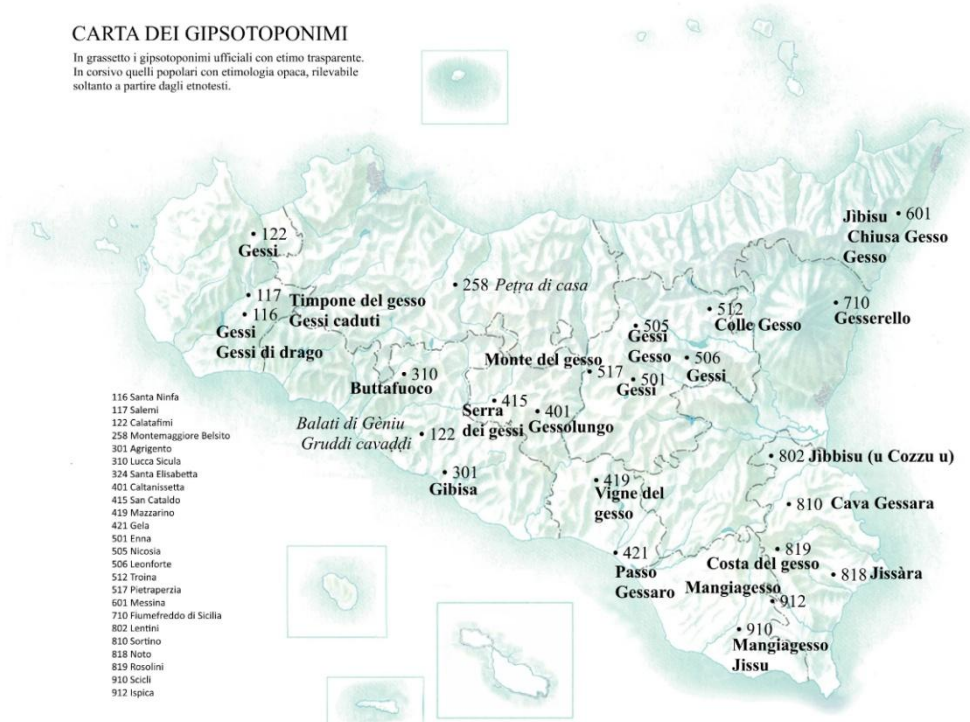 CARTA DEI GIPSOTOPONIMI
In grassetto i gipsotoponimi ufficiali con etimo trasparente.
In corsivo quelli popolari con etimologia opaca, rilevabile
soltanto a partire dagli etnotesti.
Jìbisu • 601
Chiusa Gesso
Gesso
• 122
Gessi
• 117
• 116
Gessi
Gessi di drago
Timpone del gesso
Gessi caduti
• 258 Peṭṛa di casa
• 710
Gesserello
• 512
Colle Gesso
• 505
Gessi
Gesso
• 506
Gessi
Monte del gesso
• 517
• 501
Gessi
• 310
Buttafuoco
• 415
Serra
dei gessi
• 401
Gessolungo
Balati di Gèniu
Gruddi cavaḍḍi
• 122
• 301
Gibisa
• 419
Vigne del
gesso
• 802 Jìbbisu (u Cozzu u)
• 810 Cava Gessara
• 421
Passo
Gessaro
• 819
Costa del gesso
• 818 Jissàra
Mangiagesso
• 912
• 910
Mangiagesso
Jissu
116 Santa Ninfa
117 Salemi
122 Calatafimi
258 Montemaggiore Belsito
301 Agrigento
310 Lucca Sicula
324 Santa Elisabetta
401 Caltanissetta
415 San Cataldo
419 Mazzarino
421 Gela
501 Enna
505 Nicosia
506 Leonforte
512 Troina
517 Pietraperzia
601 Messina
710 Fiumefreddo di Sicilia
802 Lentini
810 Sortino
818 Noto
819 Rosolini
910 Scicli
912 Ispica